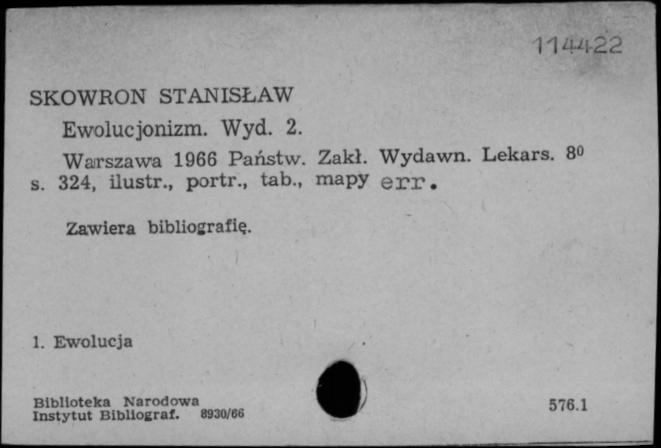 114422
SKOWRON STANISŁAW
Ewolucjonizm. Wyd. 2.
Warszawa 1966 Państw. Zakł. Wydawn. Lekars. 8⁰
s. 324, ilustr., portr., tab., mapy err.
Zawiera bibliografię.
1. Ewolucja
Biblioteka Narodowa
Instytut Bibliograf. 8930/66
576.1